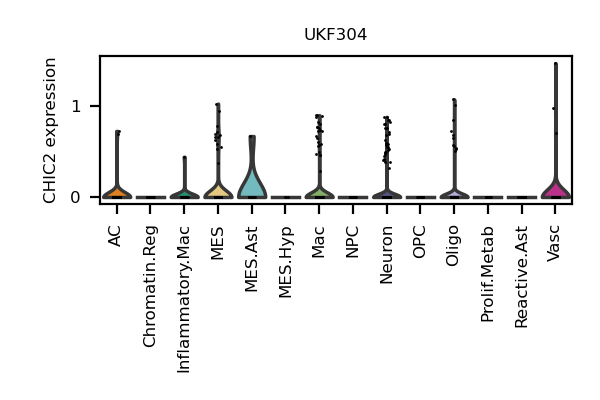 UKF304
CHIC2 expression
1
0
AC
Chromatin.Reg
Inflammatory.Mac
MES
MES.Ast
MES.Hyp
Mac
NPC
Neuron
OPC
Oligo
Prolif.Metab
Reactive.Ast
Vasc